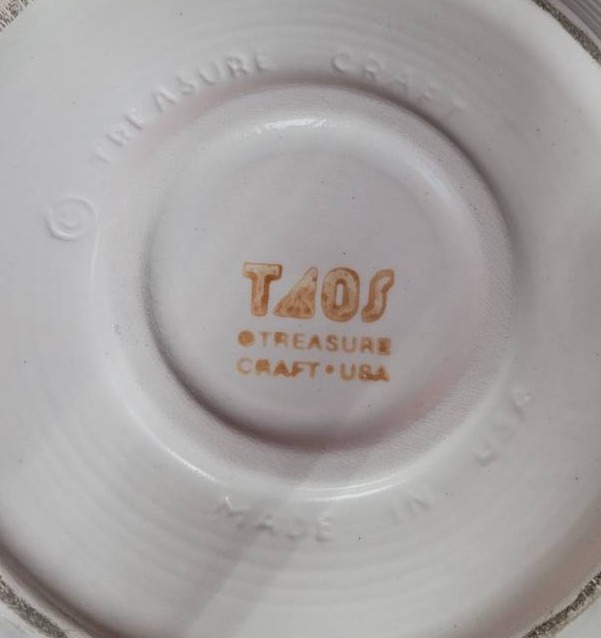 © TREASURE CRAFT
TAOS
© TREASURE
CRAFT • USA
MADE IN USA